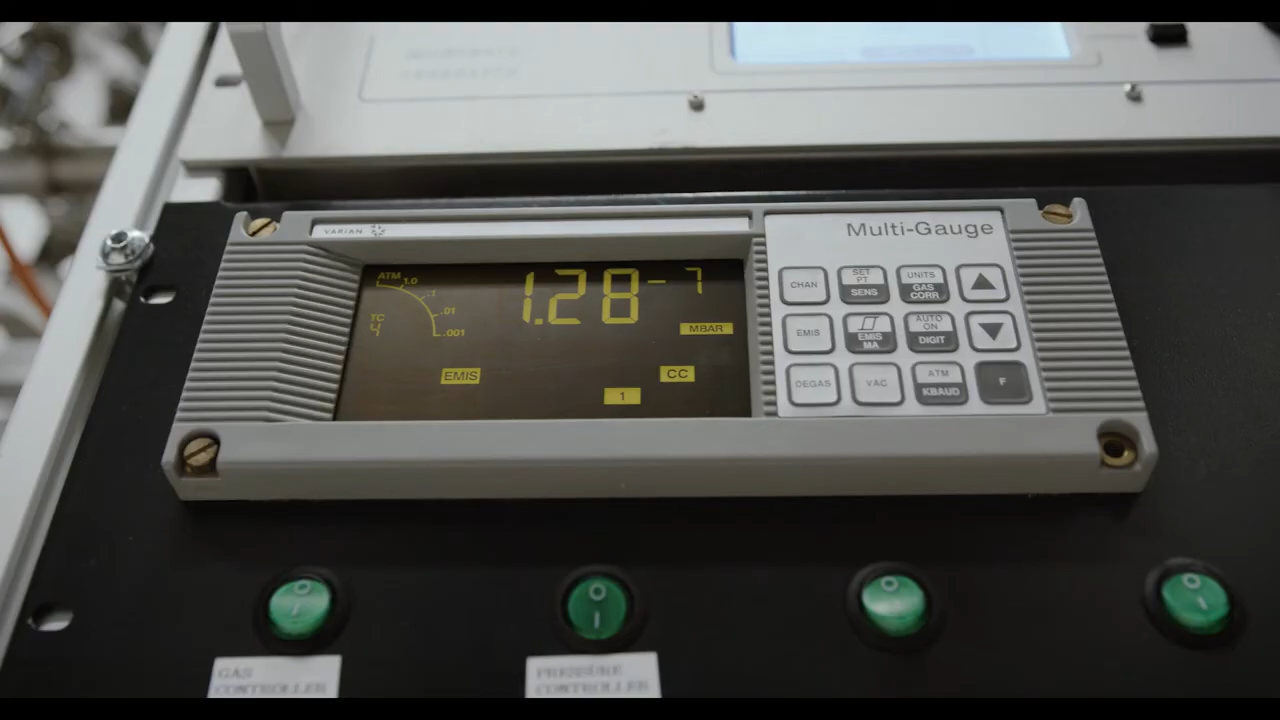 VARIAN
Multi-Gauge
ATM
1.0
.1
.01
.001
TC
1.28 -7
MBAR
EMIS
CC
1
CHAN
SET PT
SENS
UNITS
GAS CORR
EMIS
EMIS MA
AUTO ON
DIGIT
DEGAS
VAC
ATM
KBAUD
F
GAS
CONTROLLER
PRESSURE
CONTROLLER